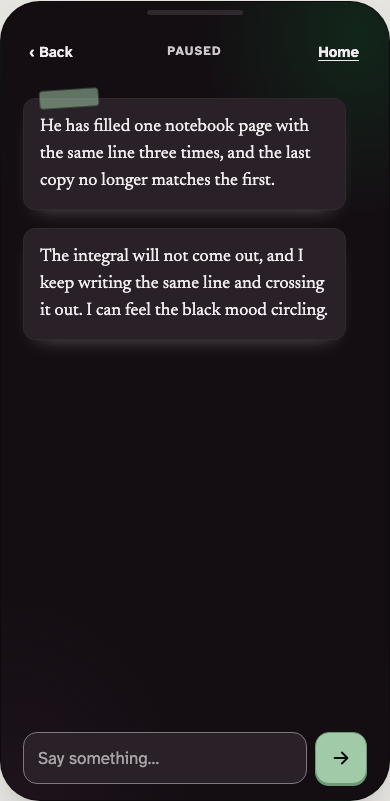 ‹ Back
PAUSED
Home
He has filled one notebook page with
the same line three times, and the last
copy no longer matches the first.
The integral will not come out, and I
keep writing the same line and crossing
it out. I can feel the black mood circling.
Say something...